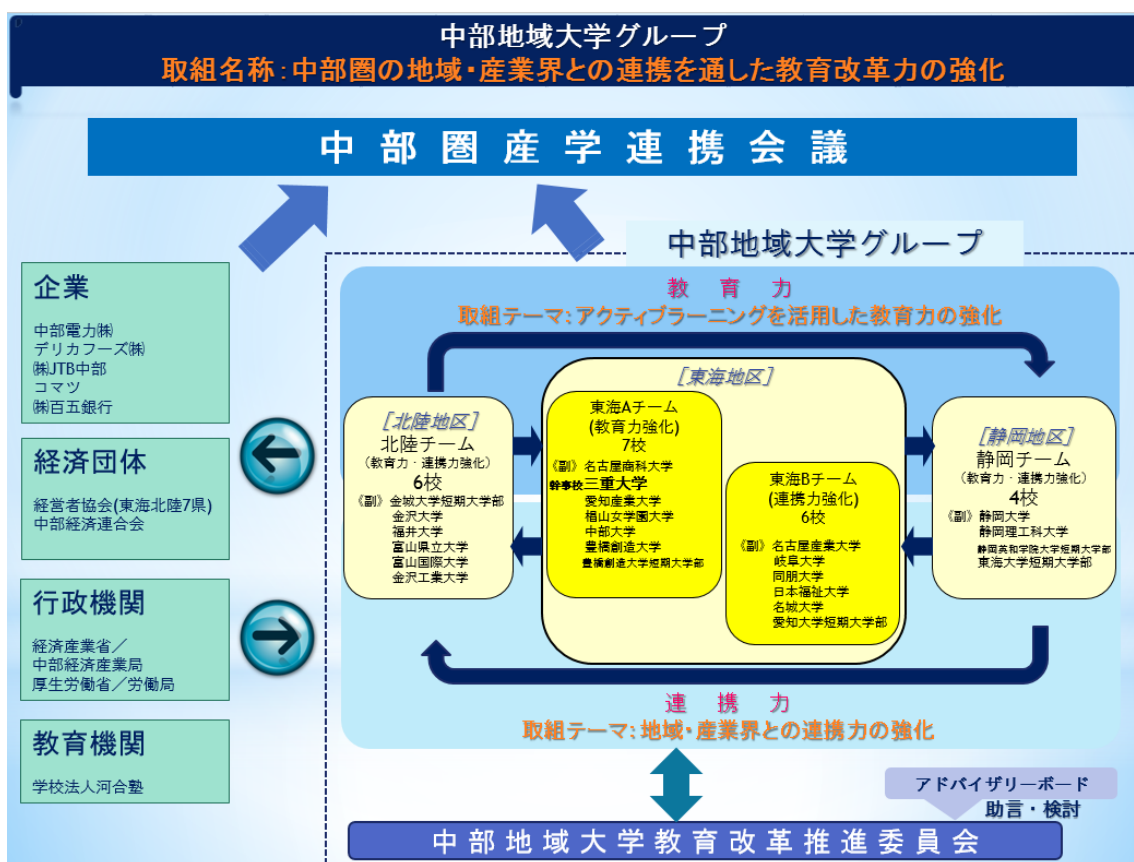 中部地域大学グループ
取組名称:中部圏の地域・産業界との連携を通した教育改革力の強化
中部圏産学連携会議
中部地域大学グループ
企業
中部電力㈱
デリカフーズ㈱
㈱JTB中部
コマツ
㈱百五銀行
経済団体
経営者協会(東海北陸7県)
中部経済連合会
行政機関
経済産業省／
中部経済産業局
厚生労働省／労働局
教育機関
学校法人河合塾
教育力
取組テーマ:アクティブラーニングを活用した教育力の強化
[北陸地区]
北陸チーム
(教育力・連携力強化)
6校
《副》金城大学短期大学部
金沢大学
福井大学
富山県立大学
富山国際大学
金沢工業大学
[東海地区]
東海Aチーム
(教育力強化)
7校
《副》名古屋商科大学
幹事校三重大学
愛知産業大学
椙山女学園大学
中部大学
豊橋創造大学
豊橋創造大学短期大学部
東海Bチーム
(連携力強化)
6校
《副》名古屋産業大学
岐阜大学
同朋大学
日本福祉大学
名城大学
愛知大学短期大学部
[静岡地区]
静岡チーム
(教育力・連携力強化)
4校
《副》静岡大学
静岡理工科大学
静岡英和学院大学短期大学部
東海大学短期大学部
連携力
取組テーマ:地域・産業界との連携力の強化
アドバイザリーボード
助言・検討
中部地域大学教育改革推進委員会